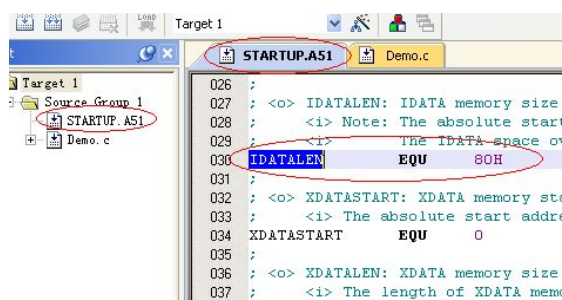 LOAD
Target 1
STARTUP.A51
Demo.c
Target 1
Source Group 1
STARTUP.A51
Demo.c
026 ;
027 ; <o> IDATALEN: IDATA memory size
028 ; <i> Note: The absolute start
029 ; <i> The IDATA space ov
030 IDATALEN EQU 80H
031 ;
032 ; <o> XDATASTART: XDATA memory sta
033 ; <i> The absolute start addre
034 XDATASTART EQU 0
035 ;
036 ; <o> XDATALEN: XDATA memory size
037 ; <i> The length of XDATA memo